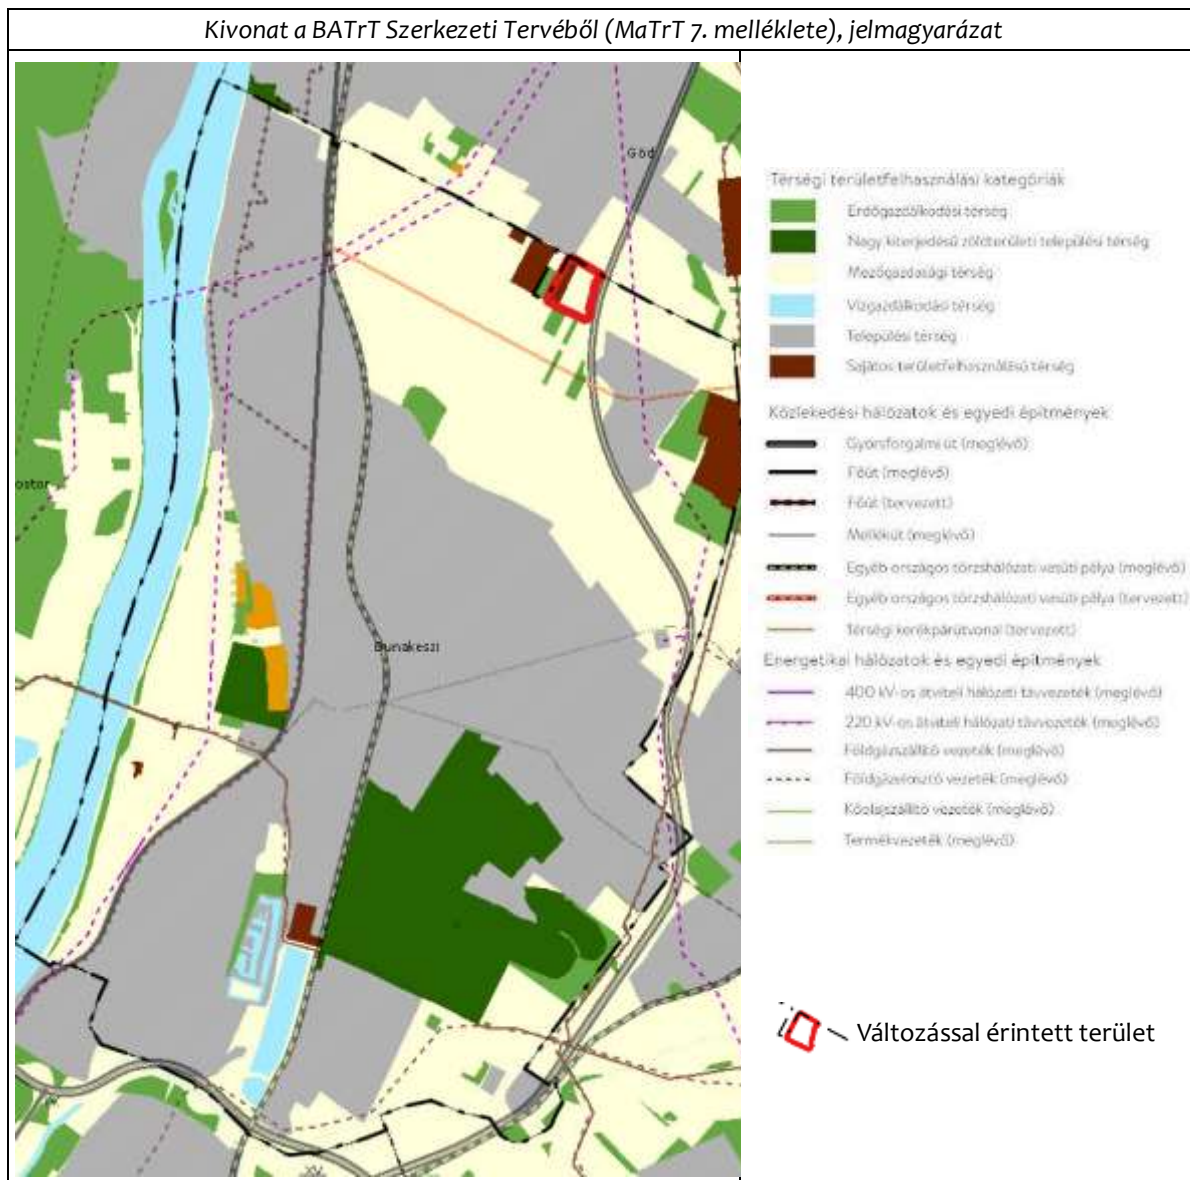 Kivonat a BATrT Szerkezeti Tervéből (MaTrT 7. melléklete), jelmagyarázat
Göd
Dunakeszi
XV
Térségi területfelhasználási kategóriák
Erdőgazdálkodási térség
Nagy kiterjedésű zöldterületi települési térség
Mezőgazdasági térség
Vízgazdálkodási térség
Települési térség
Sajátos területfelhasználású térség
Közlekedési hálózatok és egyedi építmények
Gyorsforgalmi út (meglévő)
Főút (meglévő)
Főút (tervezett)
Mellékút (meglévő)
Egyéb országos törzshálózati vasúti pálya (meglévő)
Egyéb országos törzshálózati vasúti pálya (tervezett)
Térségi kerékpárútvonal (tervezett)
Energetikai hálózatok és egyedi építmények
400 kV-os átviteli hálózati távvezeték (meglévő)
220 kV-os átviteli hálózati távvezeték (meglévő)
Földgázszállító vezeték (meglévő)
Földgázelosztó vezeték (meglévő)
Kőolajszállító vezeték (meglévő)
Termékvezeték (meglévő)
Változással érintett terület